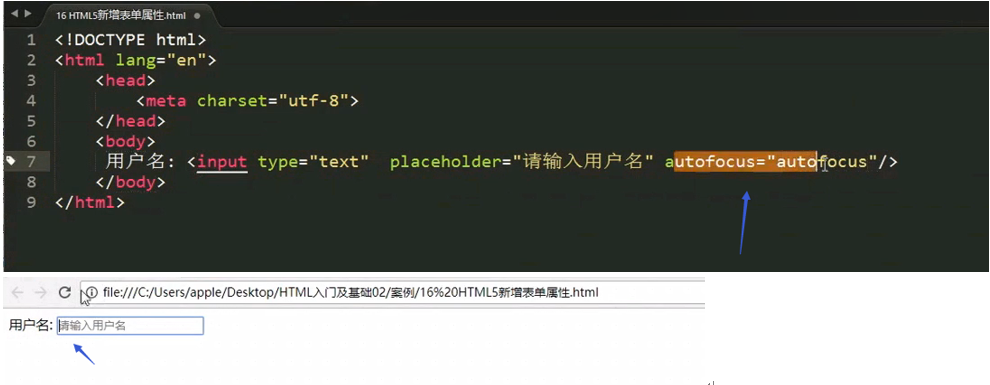 16 HTML5新增表单属性.html
1 <!DOCTYPE html>
2 <html lang="en">
3 <head>
4 <meta charset="utf-8">
5 </head>
6 <body>
7 用户名: <input type="text" placeholder="请输入用户名" autofocus="autofocus"/>
8 </body>
9 </html>
file:///C:/Users/apple/Desktop/HTML入门及基础02/案例/16%20HTML5新增表单属性.html
用户名: 请输入用户名